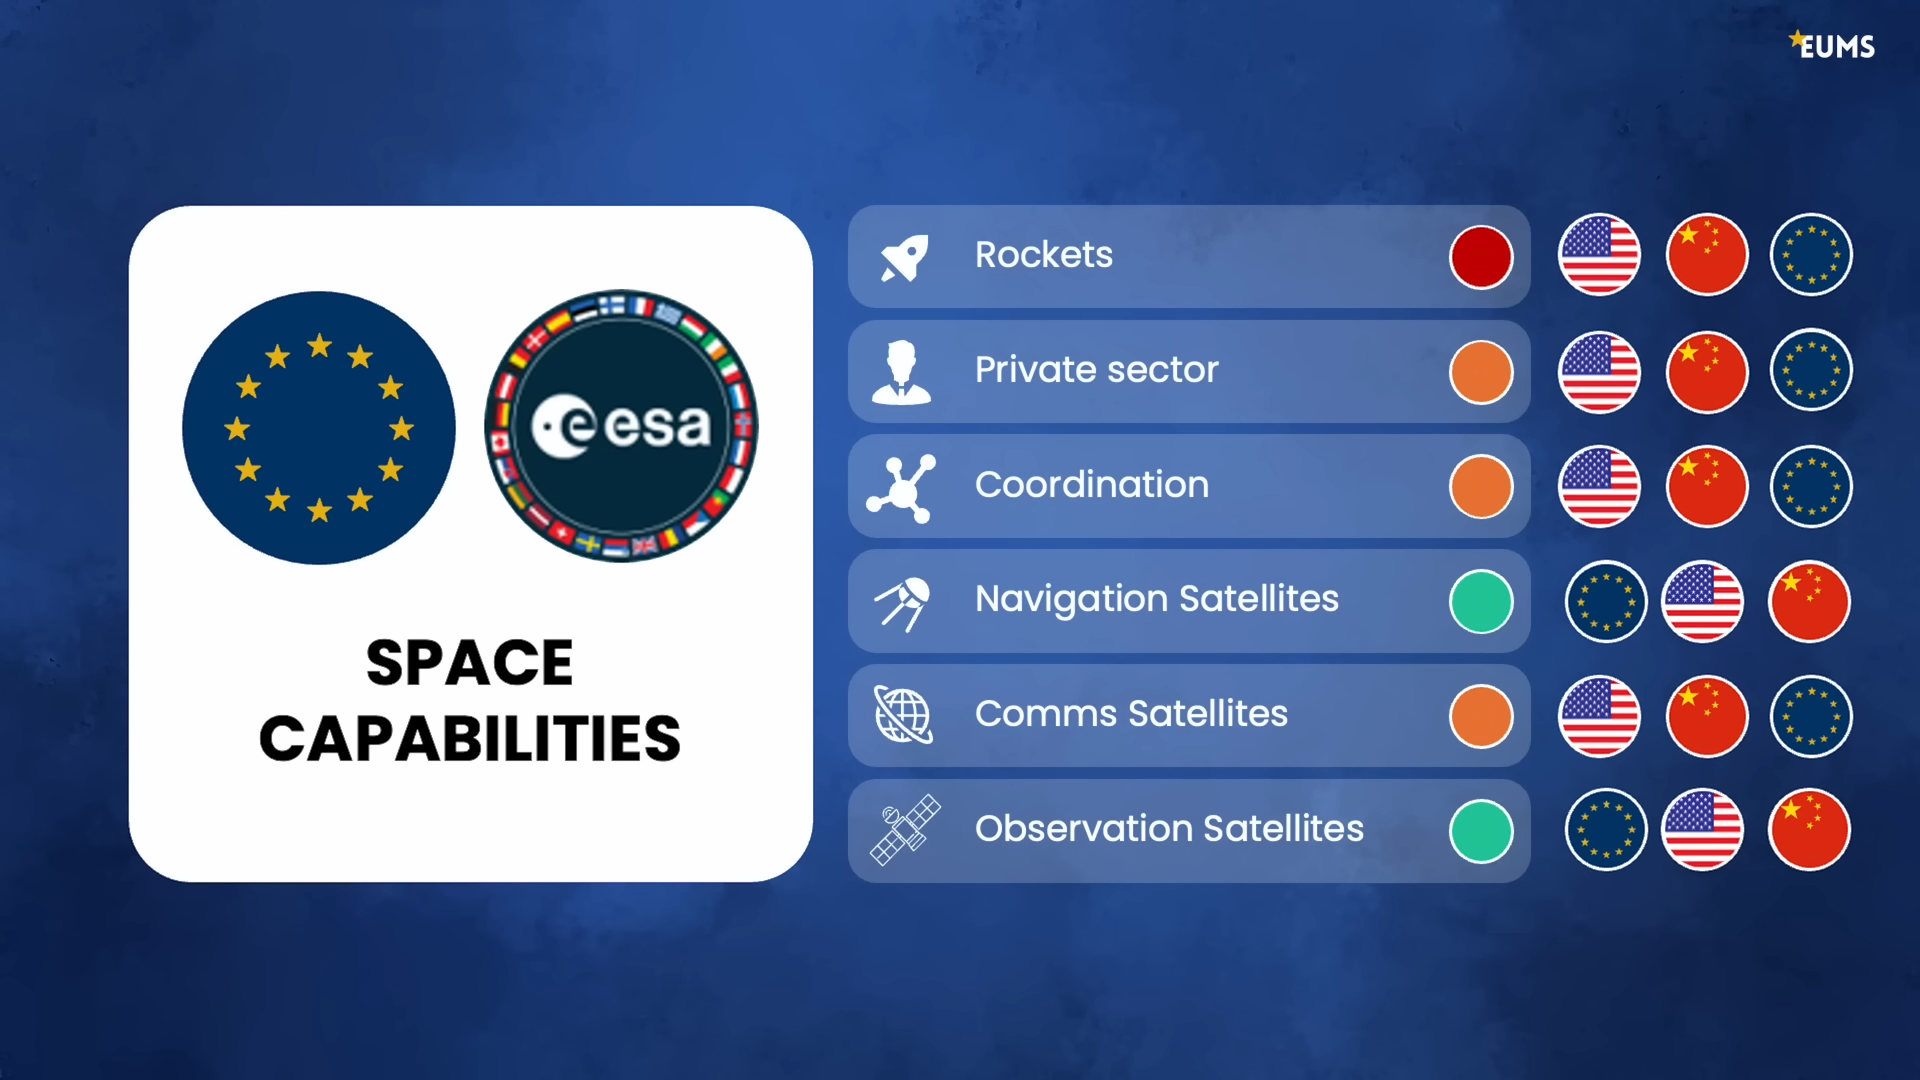 EUMS
esa
SPACE
CAPABILITIES
Rockets
Private sector
Coordination
Navigation Satellites
Comms Satellites
Observation Satellites